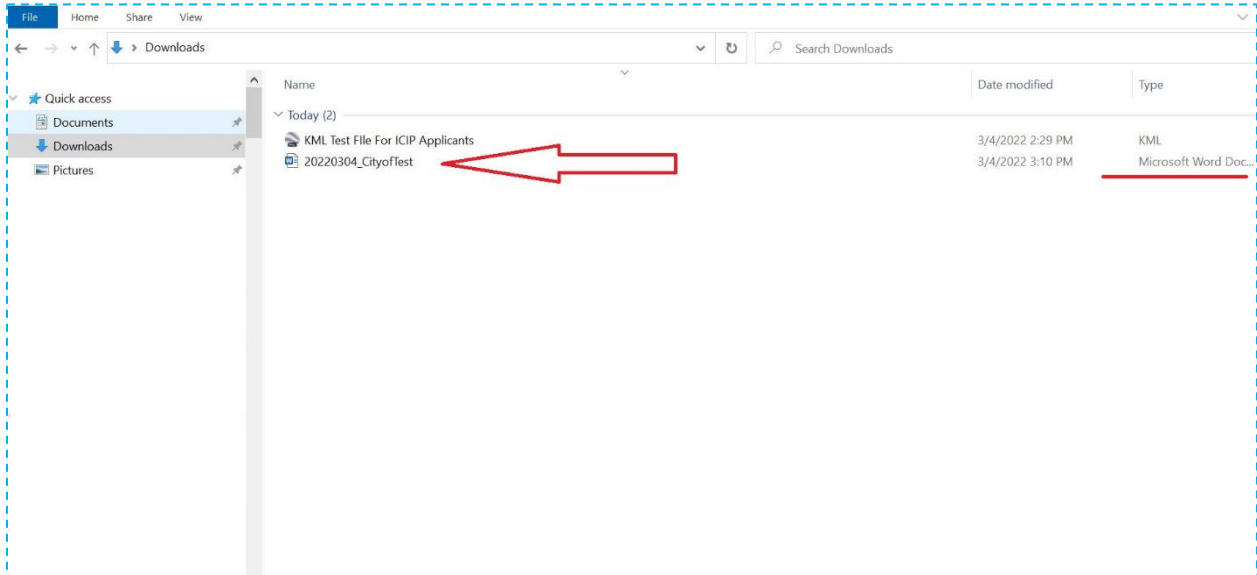 File Home Share View
Downloads Search Downloads
Name Date modified Type
Quick access
Today (2)
Documents
KML Test FIle For ICIP Applicants 3/4/2022 2:29 PM KML
Downloads
20220304_CityofTest 3/4/2022 3:10 PM Microsoft Word Doc...
Pictures